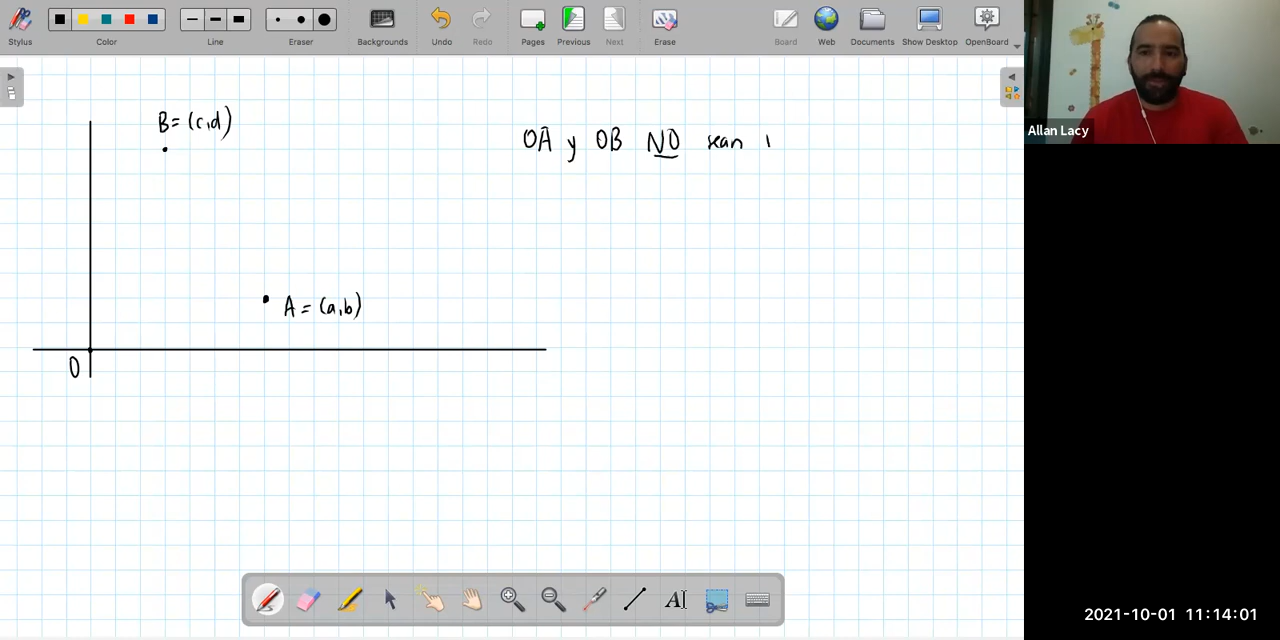 Stylus Color Line Eraser Backgrounds Undo Redo Pages Previous Next Erase Board Web Documents Show Desktop OpenBoard
B = (c,d)
OA y OB NO sean
Allan Lacy
A = (a,b)
O
2021-10-01 11:14:01